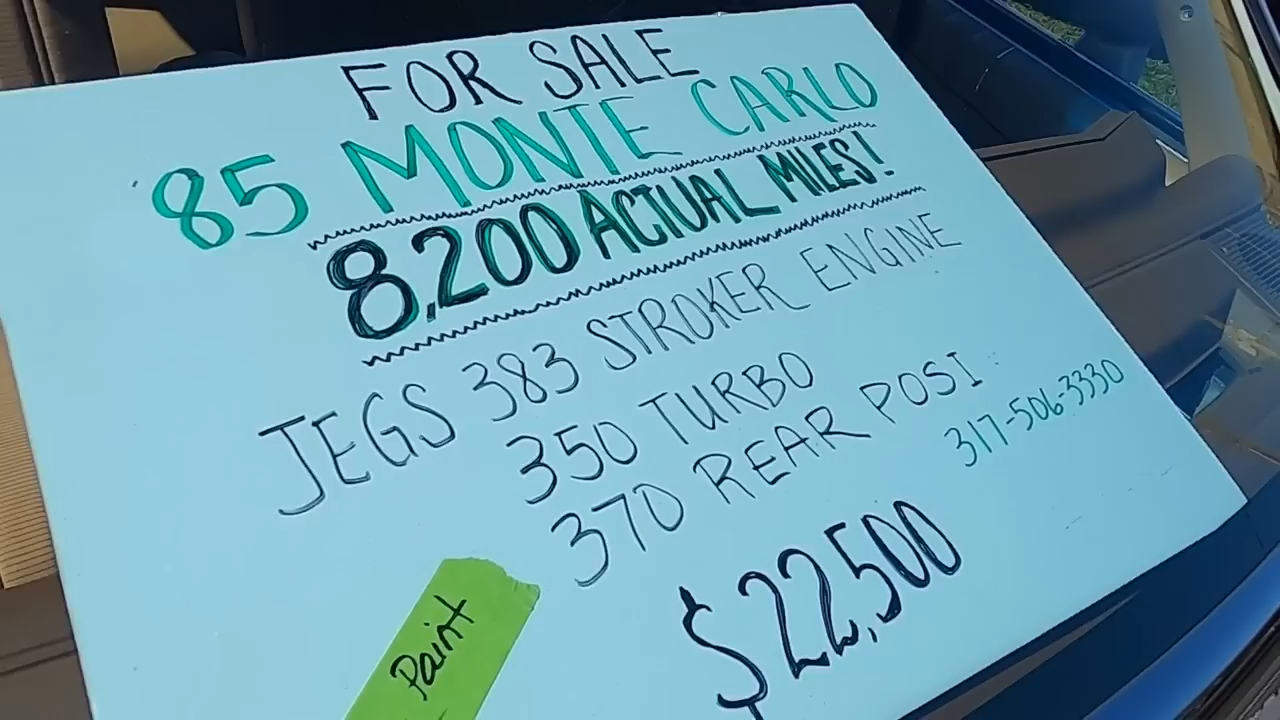 FOR SALE
85 MONTE CARLO
8,200 ACTUAL MILES!
JEGS 383 STROKER ENGINE
350 TURBO
370 REAR POSI
317-506-3330
$22,500
Paint